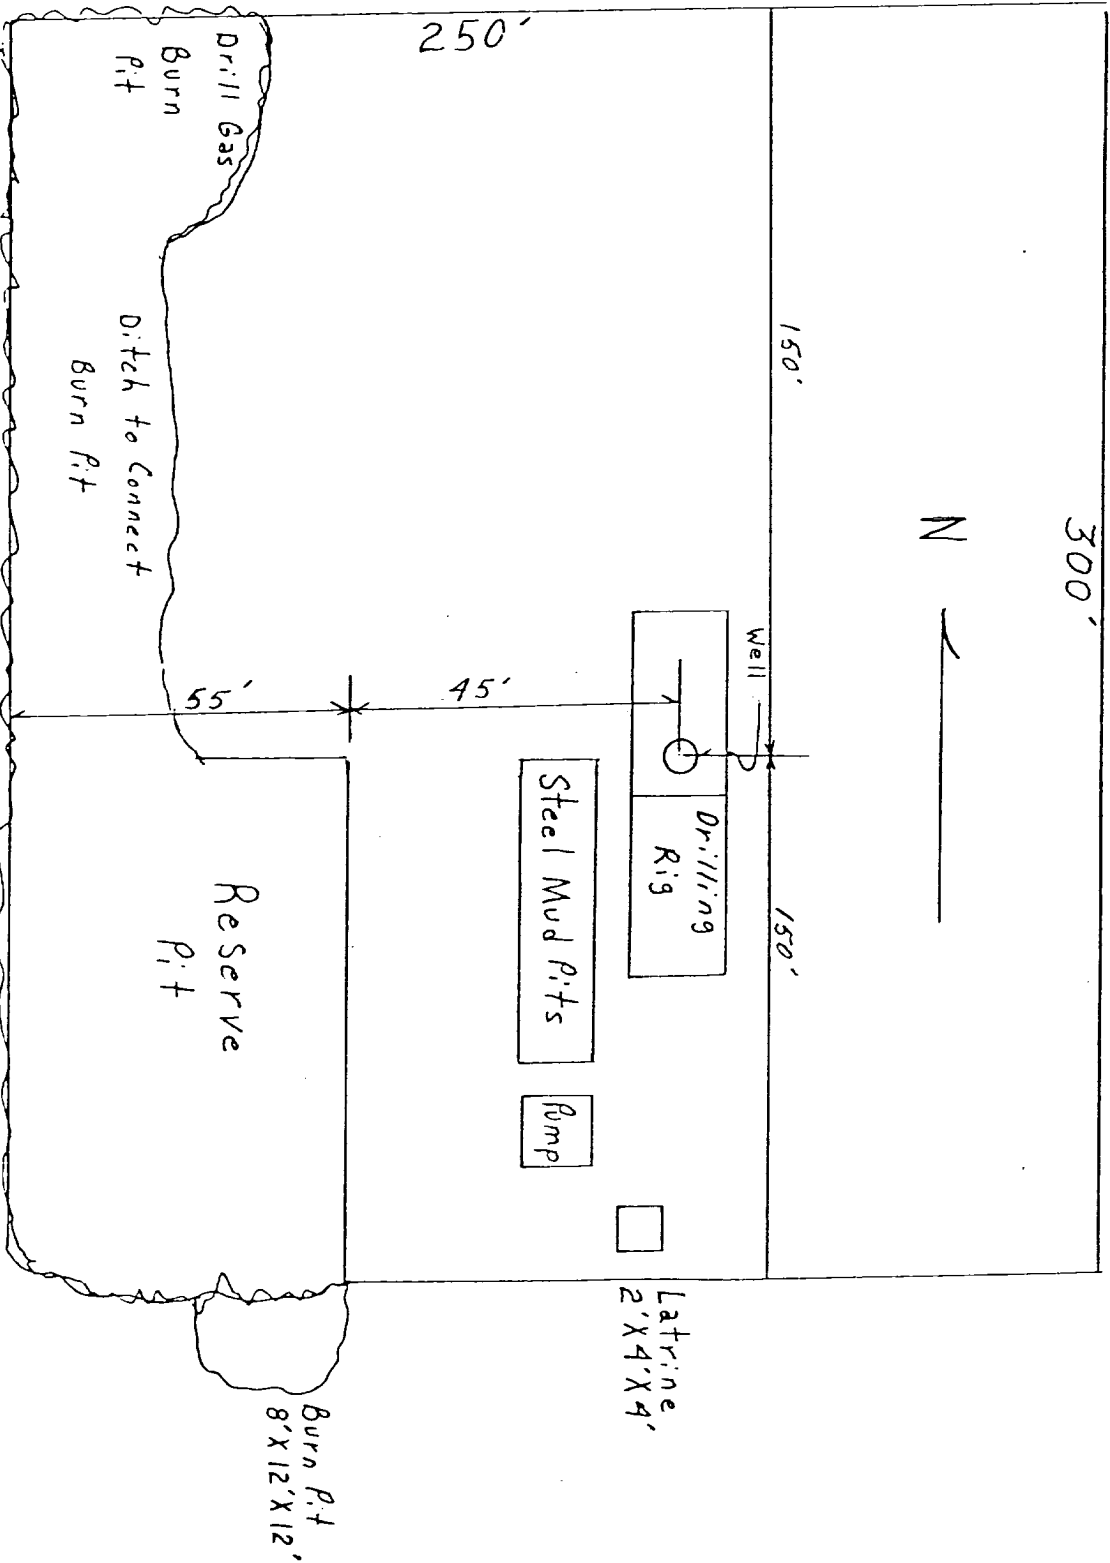 300'
N
150'
150'
Well
Drilling
Rig
250'
45'
55'
Steel Mud Pits
Pump
Latrine
2'X4'X4'
Drill Gas
Burn
Pit
Ditch to Connect
Burn Pit
Reserve
Pit
Burn Pit
8'X12'X12'